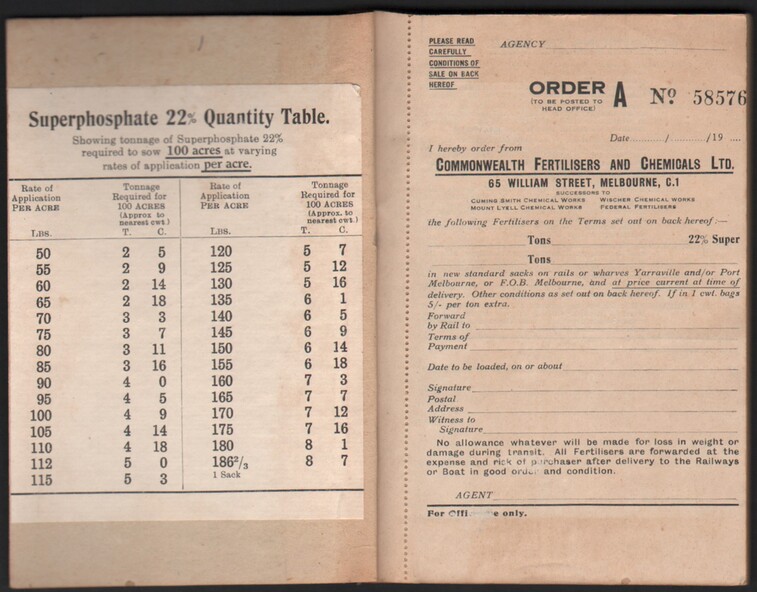 Superphosphate 22% Quantity Table.
Showing tonnage of Superphosphate 22%
required to sow 100 acres at varying
rates of application per acre.
Rate of Application PER ACRE Tonnage Required for 100 ACRES (Approx. to nearest cwt.) Rate of Application PER ACRE Tonnage Required for 100 ACRES (Approx. to nearest cwt.)
LBS. T. C. LBS. T. C.
50 2 5 120 5 7
55 2 9 125 5 12
60 2 14 130 5 16
65 2 18 135 6 1
70 3 3 140 6 5
75 3 7 145 6 9
80 3 11 150 6 14
85 3 16 155 6 18
90 4 0 160 7 3
95 4 5 165 7 7
100 4 9 170 7 12
105 4 14 175 7 16
110 4 18 180 8 1
112 5 0 186 2/3 8 7
115 5 3 1 Sack
PLEASE READ
CAREFULLY
CONDITIONS OF
SALE ON BACK
HEREOF
AGENCY
ORDER A Nº 58576
(TO BE POSTED TO
HEAD OFFICE)
Date........../........../19 ....
I hereby order from
COMMONWEALTH FERTILISERS AND CHEMICALS LTD.
65 WILLIAM STREET, MELBOURNE, C.1
SUCCESSORS TO
CUMING SMITH CHEMICAL WORKS WISCHER CHEMICAL WORKS
MOUNT LYELL CHEMICAL WORKS FEDERAL FERTILISERS
the following Fertilisers on the Terms set out on back hereof:—
Tons 22% Super
Tons
in new standard sacks on rails or wharves Yarraville and/or Port
Melbourne, or F.O.B. Melbourne, and at price current at time of
delivery. Other conditions as set out on back hereof. If in 1 cwt. bags
5/- per ton extra.
Forward
by Rail to
Terms of
Payment
Date to be loaded, on or about
Signature
Postal
Address
Witness to
Signature
No allowance whatever will be made for loss in weight or
damage during transit. All Fertilisers are forwarded at the
expense and risk of purchaser after delivery to the Railways
or Boat in good order and condition.
AGENT
For Office only.